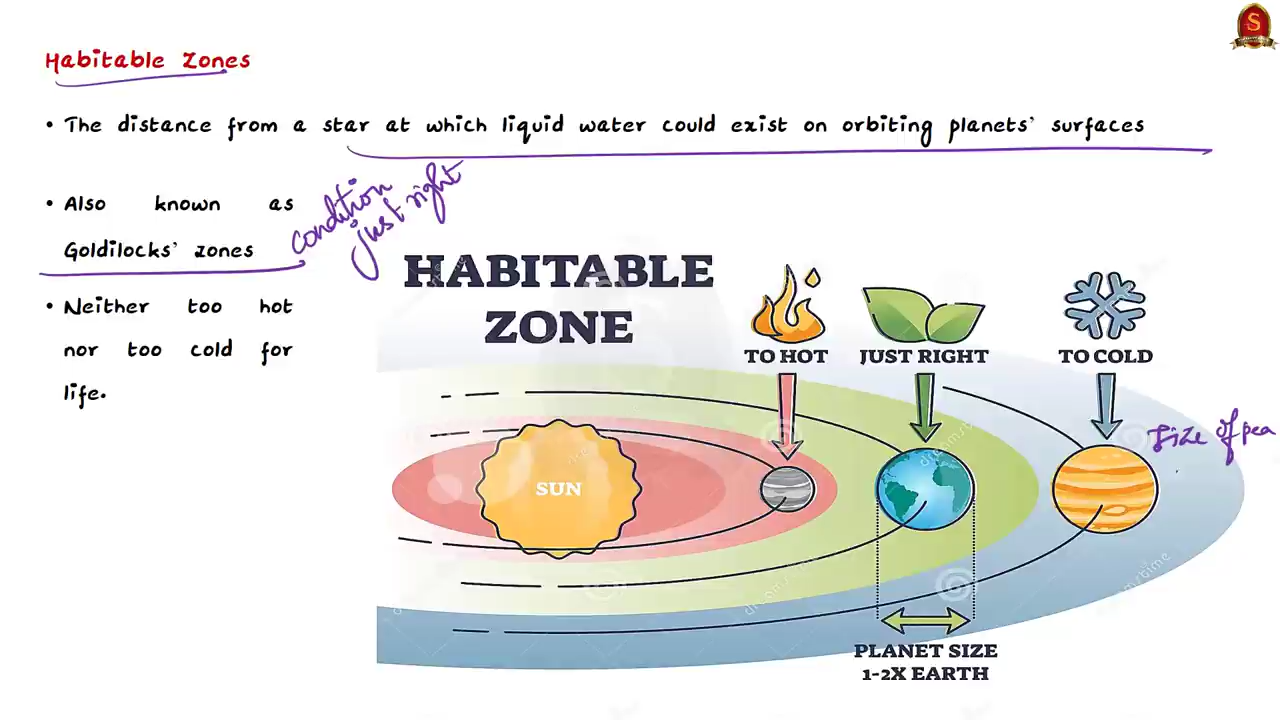 Habitable Zones
• The distance from a star at which liquid water could exist on orbiting planets' surfaces
• Also known as
Goldilocks' zones
condition
just right
• Neither too hot
nor too cold for
life.
HABITABLE
ZONE
TO HOT
JUST RIGHT
TO COLD
size of pea
SUN
PLANET SIZE
1-2X EARTH
S
dreamstime